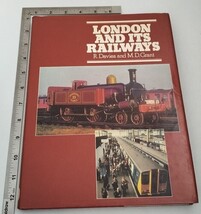 LONDON
AND ITS
RAILWAYS
R. Davies and M. D. Grant